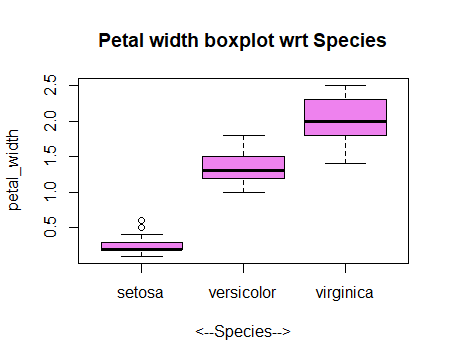 Petal width boxplot wrt Species
petal_width
2.5
2.0
1.5
1.0
0.5
setosa versicolor virginica
<--Species-->